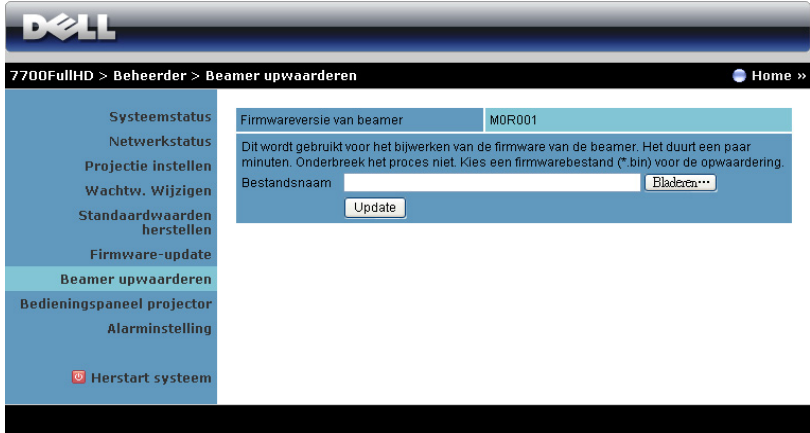 DELL
7700FullHD > Beheerder > Beamer upwaarderen
Home »
Systeemstatus
Netwerkstatus
Projectie instellen
Wachtw. Wijzigen
Standaardwaarden
herstellen
Firmware-update
Beamer upwaarderen
Bedieningspaneel projector
Alarminstelling
Herstart systeem
Firmwareversie van beamer M0R001
Dit wordt gebruikt voor het bijwerken van de firmware van de beamer. Het duurt een paar
minuten. Onderbreek het proces niet. Kies een firmwarebestand (*.bin) voor de opwaardering.
Bestandsnaam Bladeren···
Update